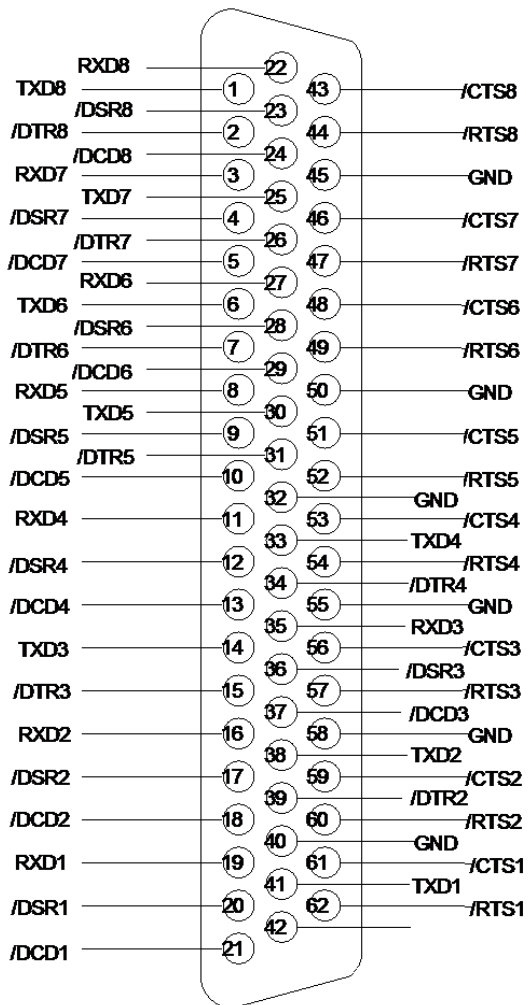 RXD8 22
TXD8 1 43 /CTS8
/DSR8 23
/DTR8 2 44 /RTS8
/DCD8 24
RXD7 3 45 GND
TXD7 25
/DSR7 4 46 /CTS7
/DTR7 26
/DCD7 5 47 /RTS7
RXD6 27
TXD6 6 48 /CTS6
/DSR6 28
/DTR6 7 49 /RTS6
/DCD6 29
RXD5 8 50 GND
TXD5 30
/DSR5 9 51 /CTS5
/DTR5 31
/DCD5 10 52 /RTS5
32 GND
RXD4 11 53 /CTS4
33 TXD4
/DSR4 12 54 /RTS4
34 /DTR4
/DCD4 13 55 GND
35 RXD3
TXD3 14 56 /CTS3
36 /DSR3
/DTR3 15 57 /RTS3
37 /DCD3
RXD2 16 58 GND
38 TXD2
/DSR2 17 59 /CTS2
39 /DTR2
/DCD2 18 60 /RTS2
40 GND
RXD1 19 61 /CTS1
41 TXD1
/DSR1 20 62 /RTS1
42
/DCD1 21